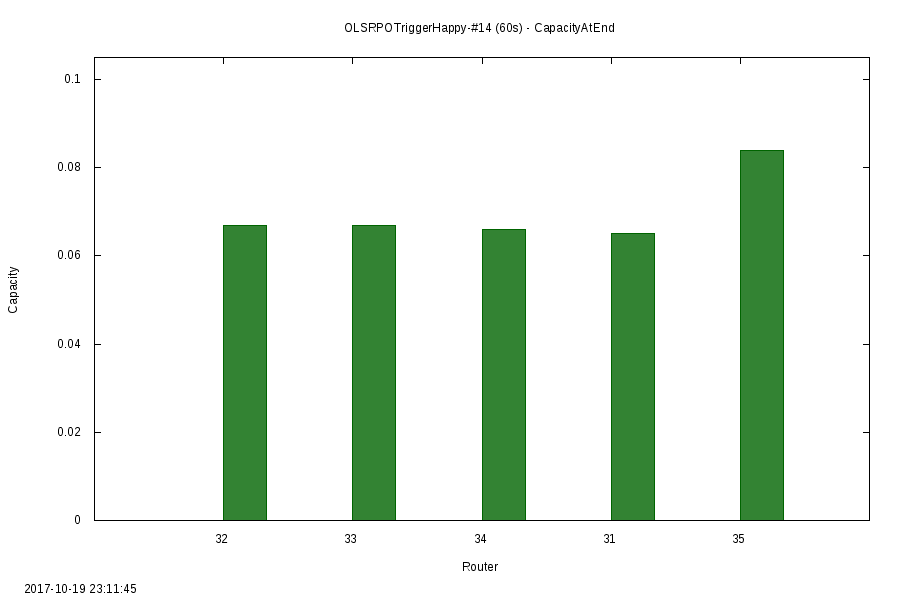 OLSRPOTriggerHappy-#14 (60s) - CapacityAtEnd
0.1
0.08
0.06
0.04
0.02
0
Capacity
32 33 34 31 35
Router
2017-10-19 23:11:45